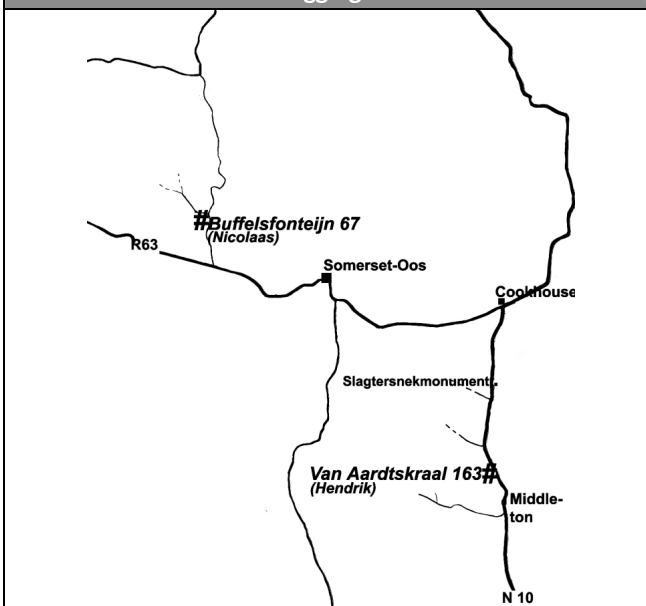 #Buffelsfonteijn 67
(Nicolaas)
R63
Somerset-Oos
Cookhouse
Slagtersnekmonument
Van Aardtskraal 163#
(Hendrik)
Middle-
ton
N 10